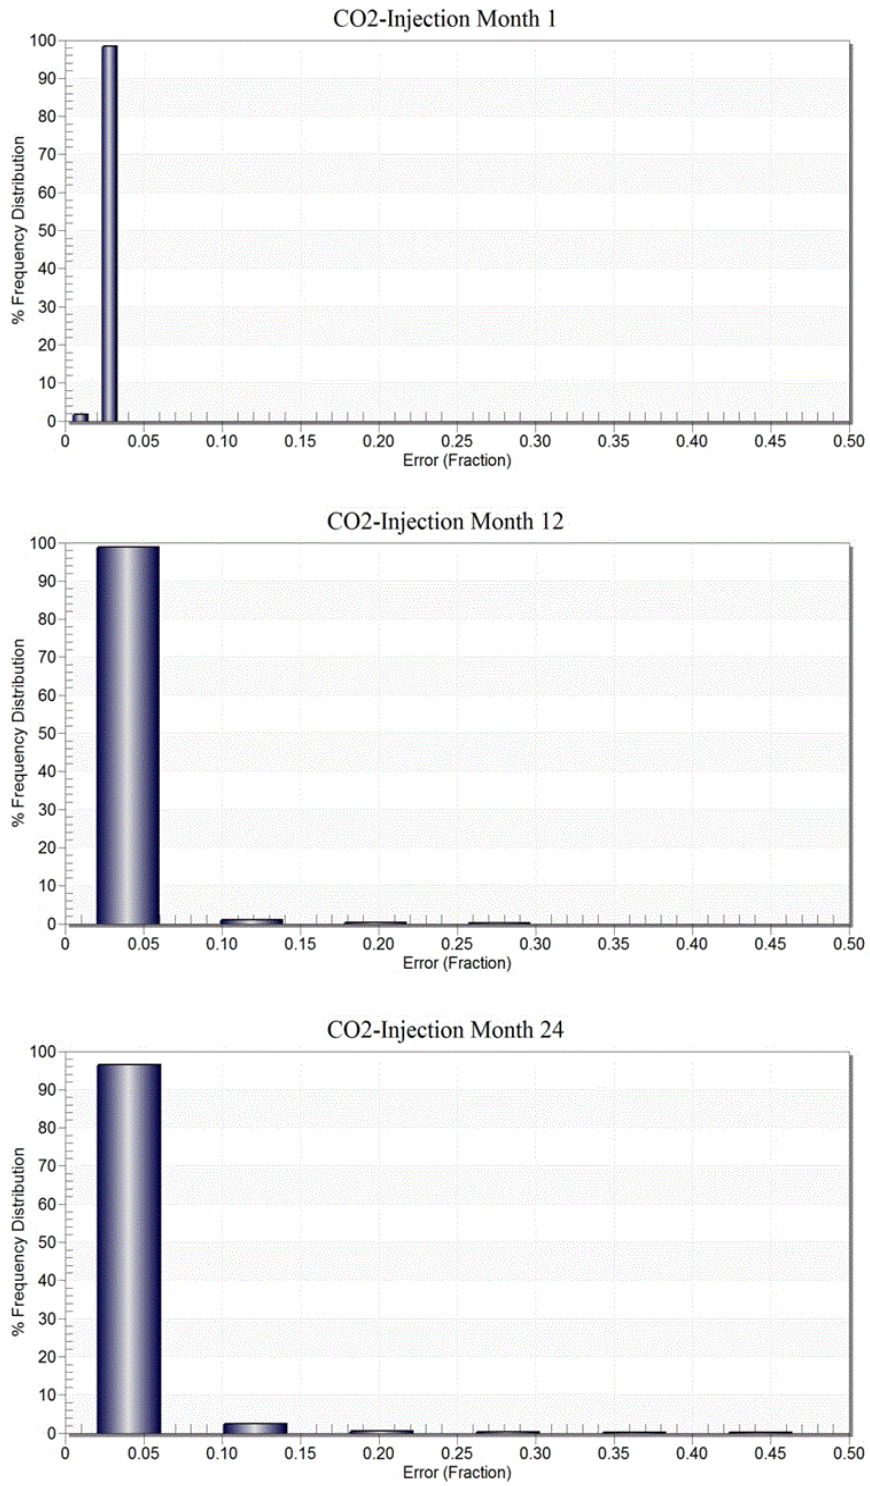 CO2-Injection Month 1
% Frequency Distribution
100
90
80
70
60
50
40
30
20
10
0
0 0.05 0.10 0.15 0.20 0.25 0.30 0.35 0.40 0.45 0.50
Error (Fraction)
CO2-Injection Month 12
% Frequency Distribution
100
90
80
70
60
50
40
30
20
10
0
0 0.05 0.10 0.15 0.20 0.25 0.30 0.35 0.40 0.45 0.50
Error (Fraction)
CO2-Injection Month 24
% Frequency Distribution
100
90
80
70
60
50
40
30
20
10
0
0 0.05 0.10 0.15 0.20 0.25 0.30 0.35 0.40 0.45 0.50
Error (Fraction)